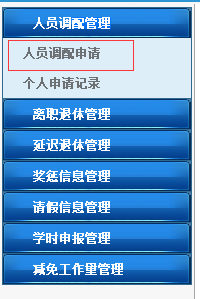 人员调配管理
人员调配申请
个人申请记录
离职退休管理
延迟退休管理
奖惩信息管理
请假信息管理
学时申报管理
减免工作量管理